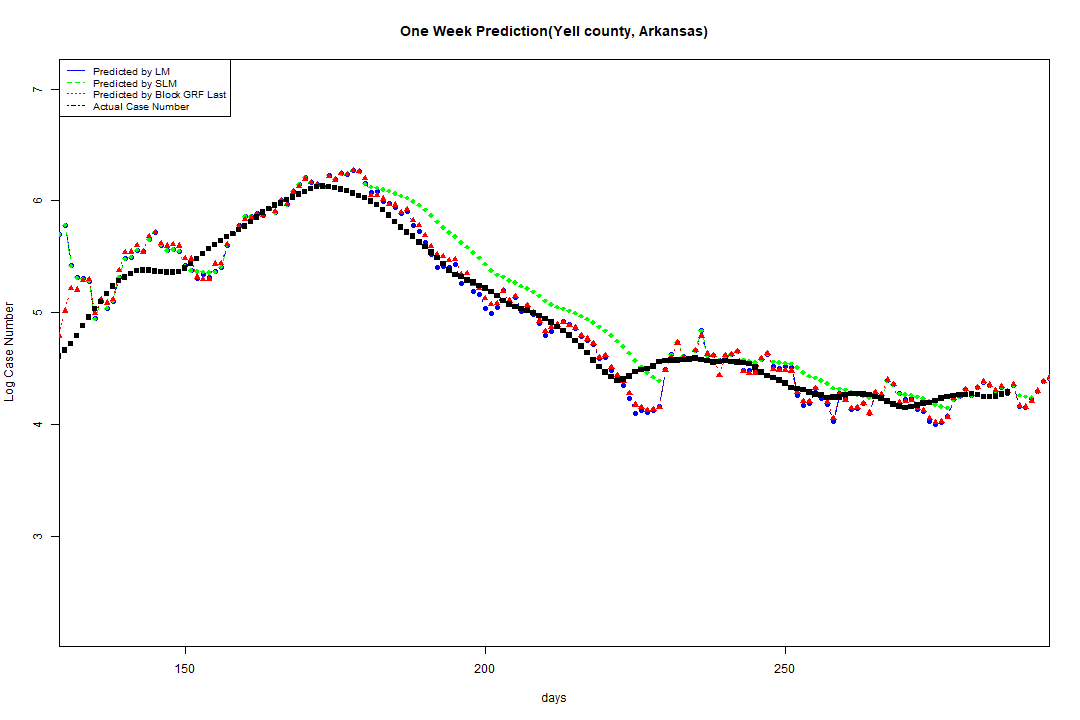 One Week Prediction(Yell county, Arkansas)
Predicted by LM
Predicted by SLM
Predicted by Block GRF Last
Actual Case Number
Log Case Number
7
6
5
4
3
150
200
250
days